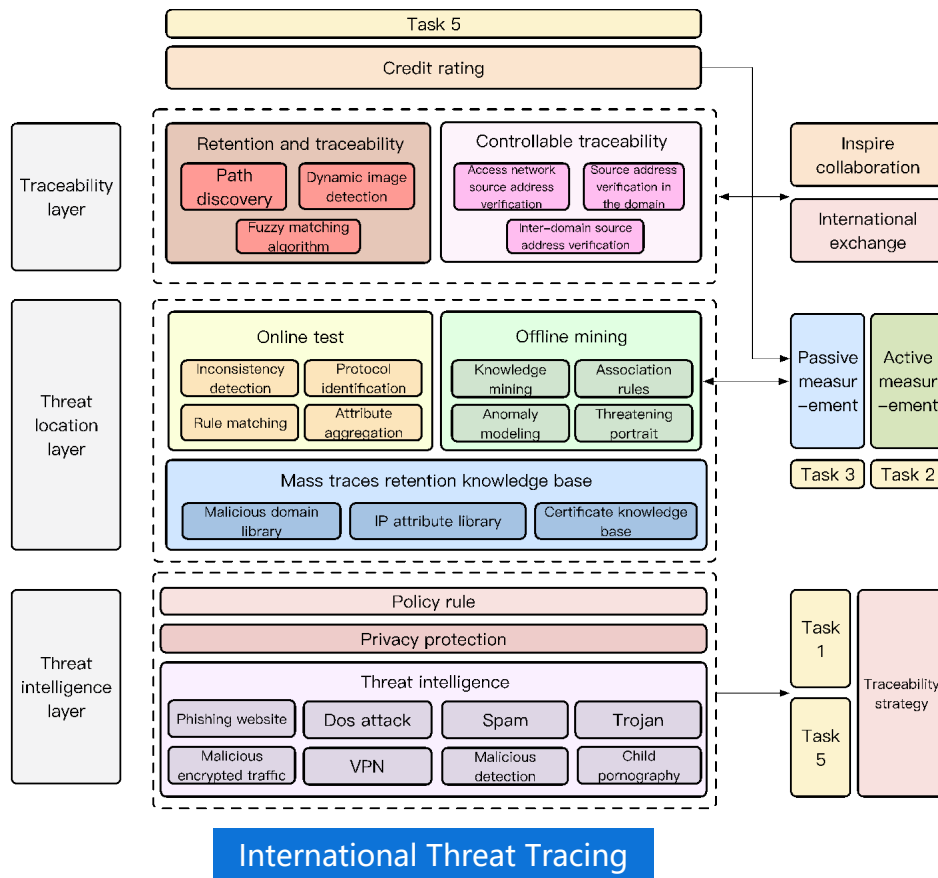 Task 5
Credit rating
Traceability
layer
Retention and traceability
Path
discovery
Dynamic image
detection
Fuzzy matching
algorithm
Controllable traceability
Access network
source address
verification
Source address
verification in
the domain
Inter-domain source
address verification
Inspire
collaboration
International
exchange
Threat
location
layer
Online test
Inconsistency
detection
Protocol
identification
Rule matching
Attribute
aggregation
Offline mining
Knowledge
mining
Association
rules
Anomaly
modeling
Threatening
portrait
Mass traces retention knowledge base
Malicious domain
library
IP attribute library
Certificate knowledge
base
Passive
measur
-ement
Active
measur
-ement
Task 3
Task 2
Threat
intelligence
layer
Policy rule
Privacy protection
Threat intelligence
Phishing website
Dos attack
Spam
Trojan
Malicious
encrypted traffic
VPN
Malicious
detection
Child
pornography
Task
1
Task
5
Traceability
strategy
International Threat Tracing